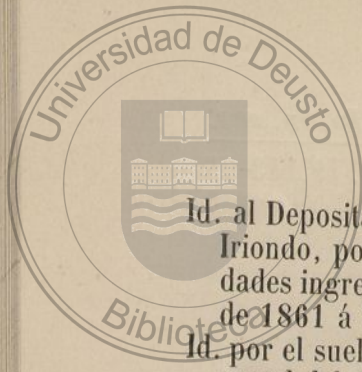 Universidad de Deusto
Biblioteca
Id. al Deposit
Iriondo, po
dades ingre
de 1861 á
Id. por el suel